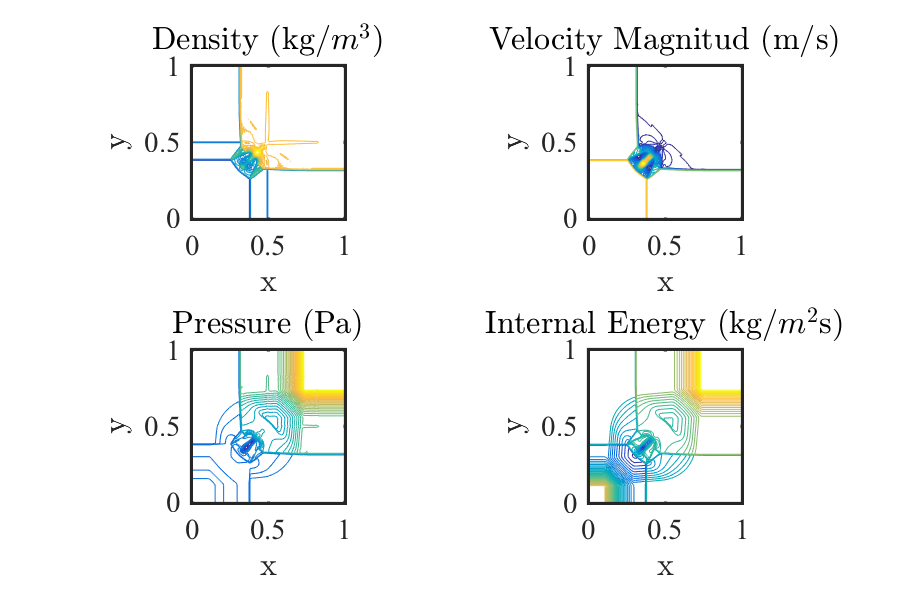 Density (kg/m³)
Velocity Magnitud (m/s)
1
y 0.5
0
0 0.5 1
x
1
y 0.5
0
0 0.5 1
x
Pressure (Pa)
Internal Energy (kg/m²s)
1
y 0.5
0
0 0.5 1
x
1
y 0.5
0
0 0.5 1
x